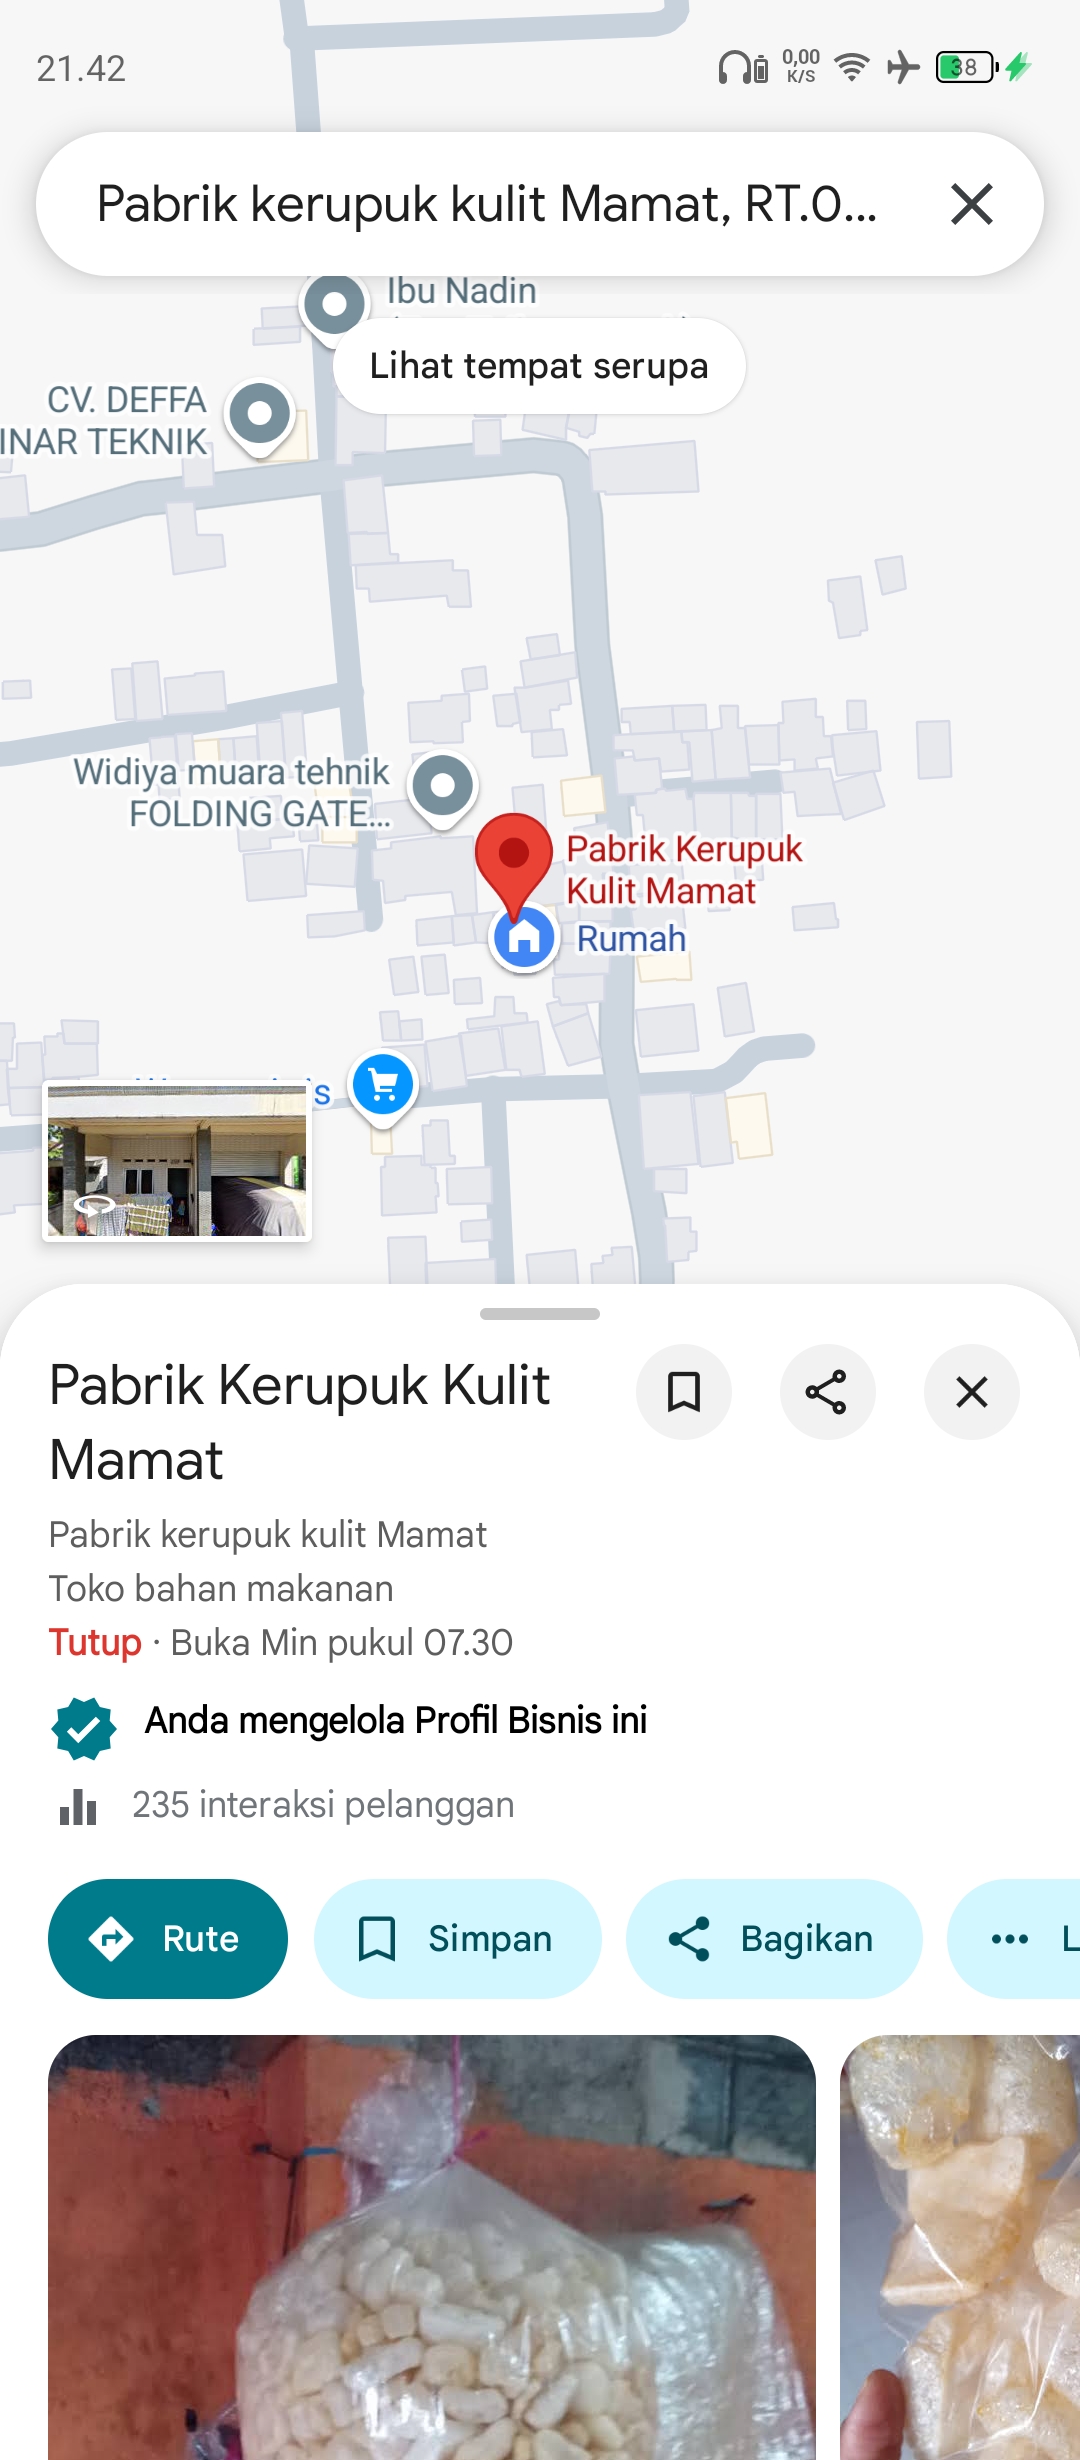 21.42
0,00
K/S
38
Pabrik kerupuk kulit Mamat, RT.0...
Ibu Nadin
Lihat tempat serupa
CV. DEFFA
INAR TEKNIK
Widiya muara tehnik
FOLDING GATE...
Pabrik Kerupuk
Kulit Mamat
Rumah
Pabrik Kerupuk Kulit
Mamat
Pabrik kerupuk kulit Mamat
Toko bahan makanan
Tutup · Buka Min pukul 07.30
Anda mengelola Profil Bisnis ini
235 interaksi pelanggan
Rute
Simpan
Bagikan